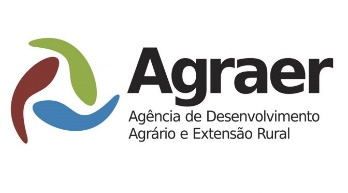 Agraer
Agência de Desenvolvimento
Agrário e Extensão Rural